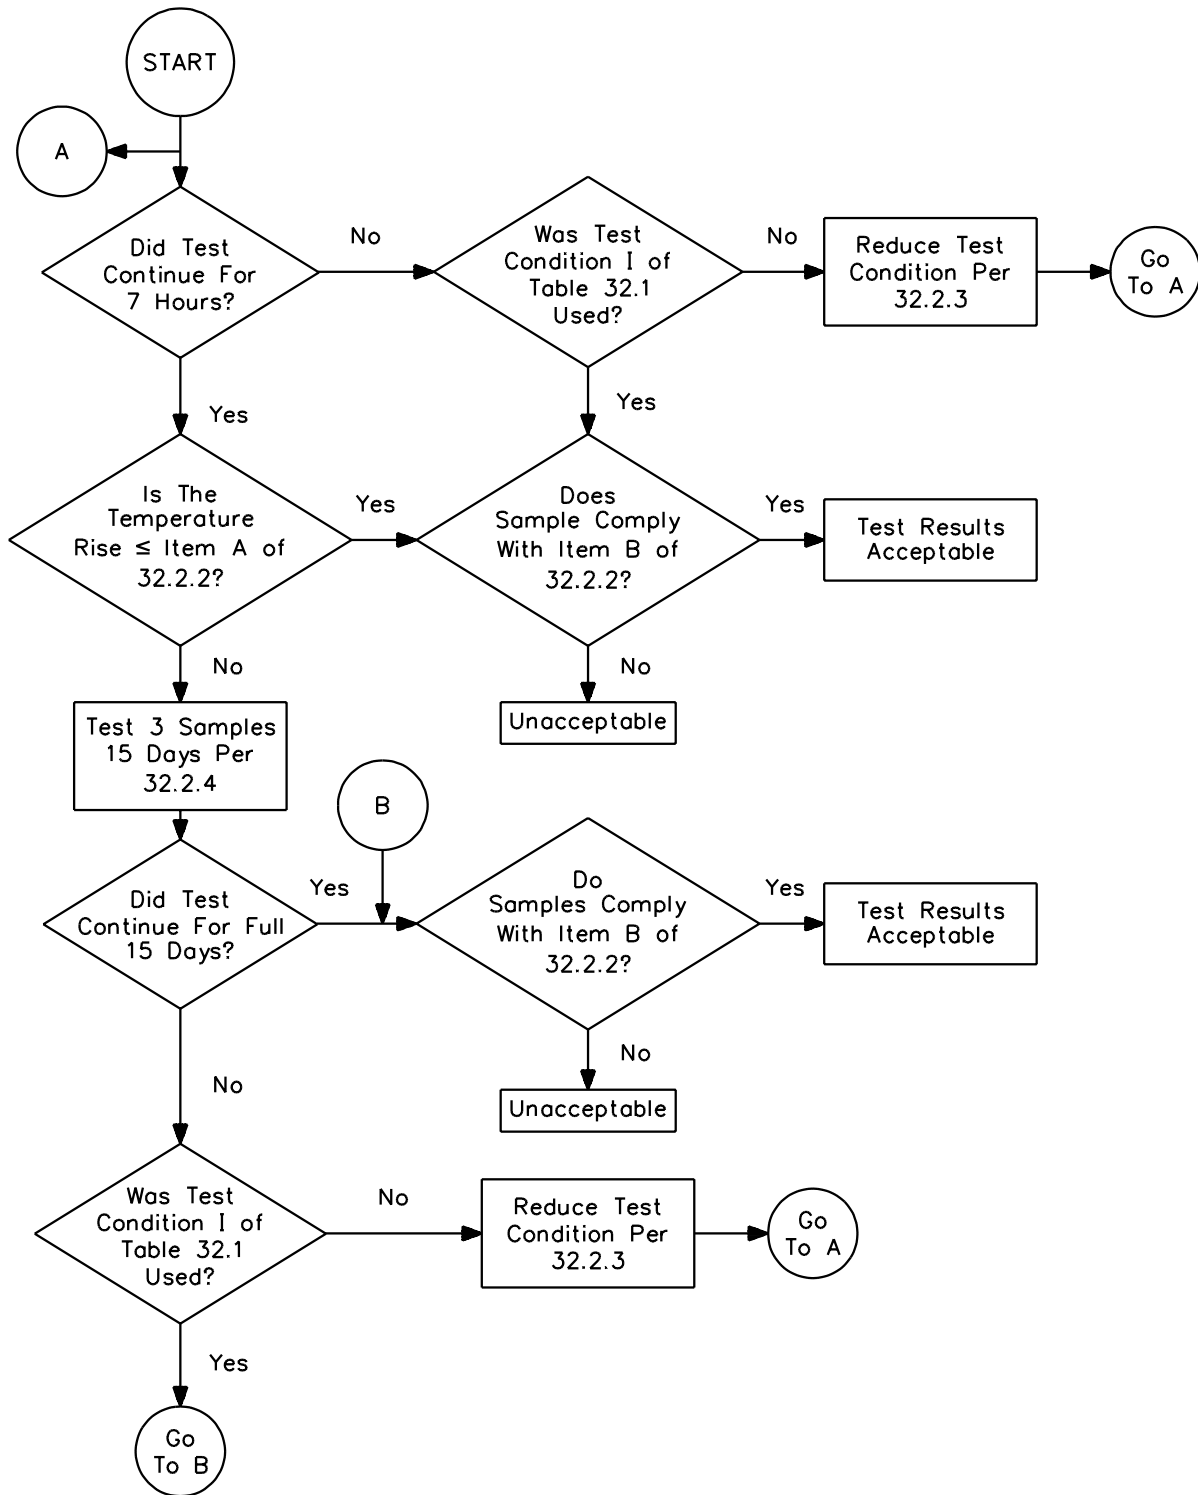 START
A
Did Test
Continue For
7 Hours?
No
Was Test
Condition I of
Table 32.1
Used?
No
Reduce Test
Condition Per
32.2.3
Go
To A
Yes
Yes
Is The
Temperature
Rise ≤ Item A of
32.2.2?
Yes
Does
Sample Comply
With Item B of
32.2.2?
Yes
Test Results
Acceptable
No
No
Unacceptable
Test 3 Samples
15 Days Per
32.2.4
B
Did Test
Continue For Full
15 Days?
Yes
Do
Samples Comply
With Item B of
32.2.2?
Yes
Test Results
Acceptable
No
Unacceptable
No
Was Test
Condition I of
Table 32.1
Used?
No
Reduce Test
Condition Per
32.2.3
Go
To A
Yes
Go
To B